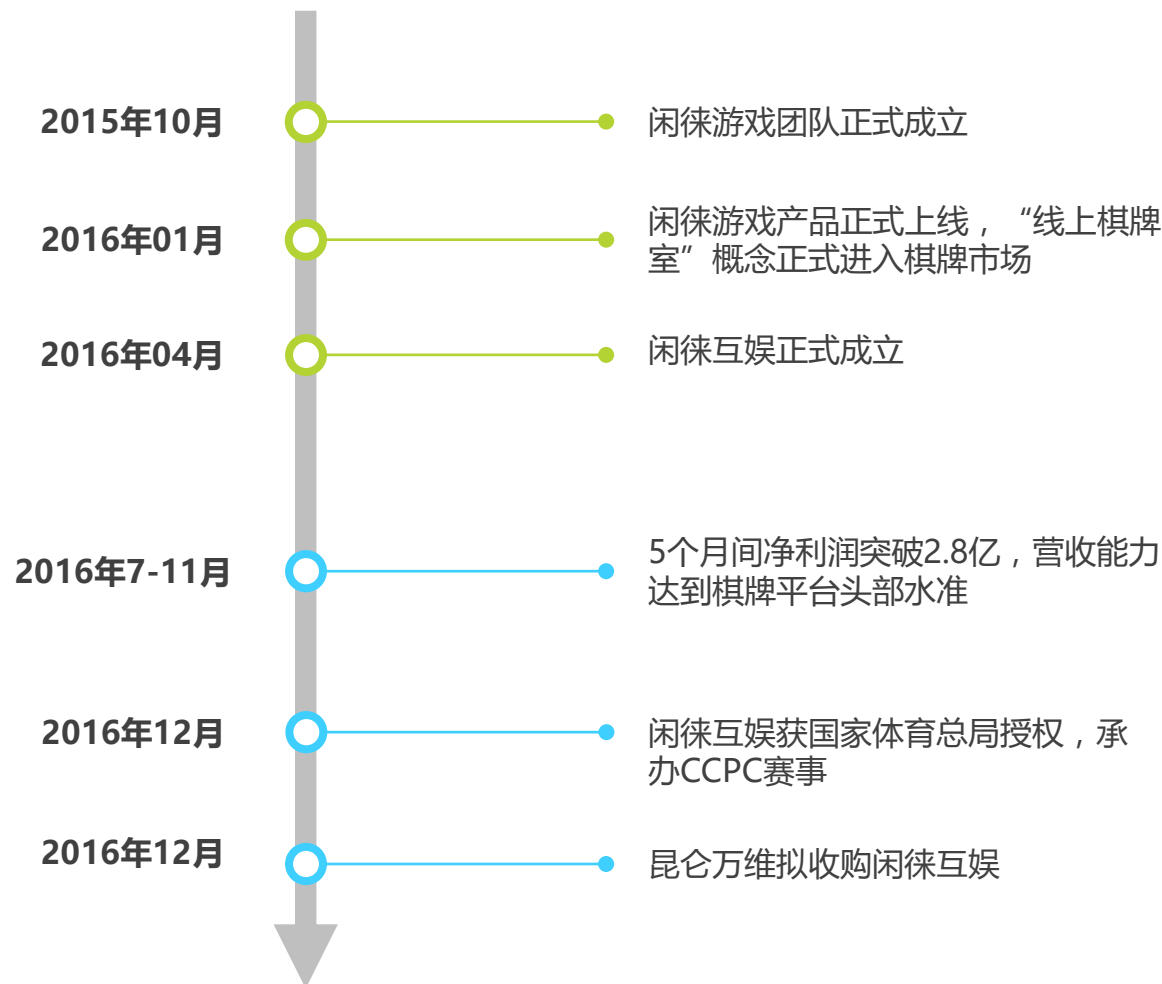 2015年10月
闲徕游戏团队正式成立
2016年01月
闲徕游戏产品正式上线，“线上棋牌
室”概念正式进入棋牌市场
2016年04月
闲徕互娱正式成立
2016年7-11月
5个月间净利润突破2.8亿，营收能力
达到棋牌平台头部水准
2016年12月
闲徕互娱获国家体育总局授权，承
办CCPC赛事
2016年12月
昆仑万维拟收购闲徕互娱